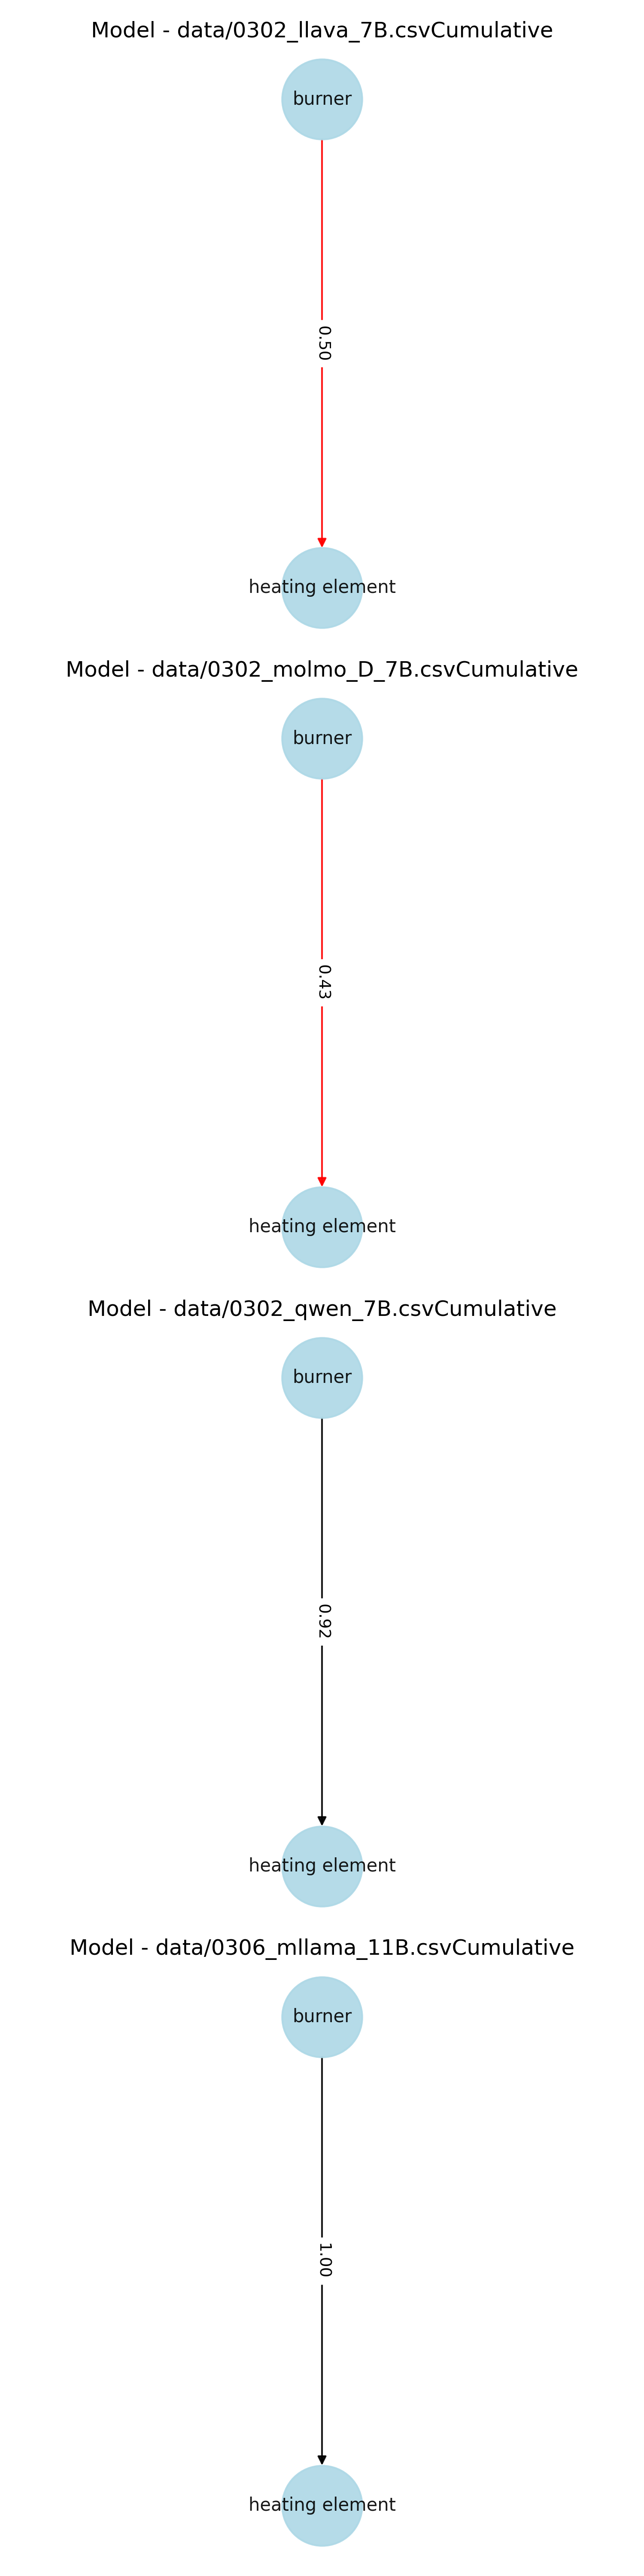 Model - data/0302_llava_7B.csvCumulative
burner
0.50
heating element
Model - data/0302_molmo_D_7B.csvCumulative
burner
0.43
heating element
Model - data/0302_qwen_7B.csvCumulative
burner
0.92
heating element
Model - data/0306_mllama_11B.csvCumulative
burner
1.00
heating element